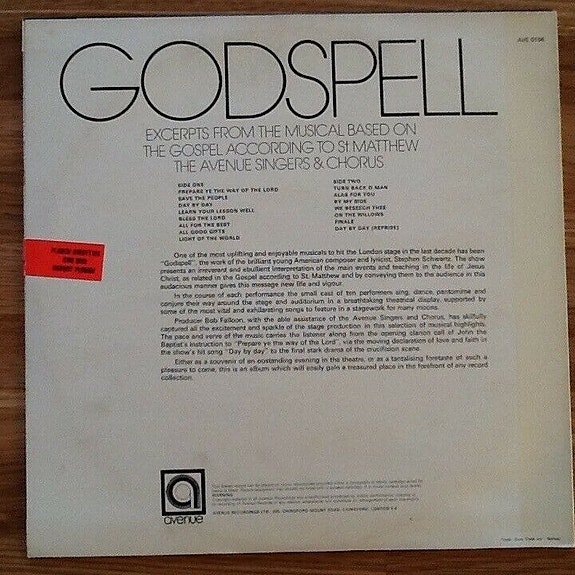 AVE 0106
GODSPELL
EXCERPTS FROM THE MUSICAL BASED ON
THE GOSPEL ACCORDING TO St MATTHEW
THE AVENUE SINGERS & CHORUS
SIDE ONE
PREPARE YE THE WAY OF THE LORD
SAVE THE PEOPLE
DAY BY DAY
LEARN YOUR LESSON WELL
BLESS THE LORD
ALL FOR THE BEST
ALL GOOD GIFTS
LIGHT OF THE WORLD
SIDE TWO
TURN BACK O MAN
ALAS FOR YOU
BY MY SIDE
WE BESEECH THEE
ON THE WILLOWS
FINALE
DAY BY DAY (REPRISE)
One of the most uplifting and enjoyable musicals to hit the London stage in the last decade has been
"Godspell", the work of the brilliant young American composer and lyricist, Stephen Schwartz. The show
presents an irreverent and ebullient interpretation of the main events and teaching in the life of Jesus
Christ, as related in the Gospel according to St. Matthew and by conveying them to the audience in this
audacious manner gives this message new life and vigour.
In the course of each performance the small cast of ten performers sing, dance, pantomime and
conjure their way around the stage and auditorium in a breathtaking theatrical display, supported by
some of the most vital and exhilarating songs to feature in a stagework for many moons.
Producer Bob Falloon, with the able assistance of the Avenue Singers and Chorus, has skilfully
captured all the excitement and sparkle of the stage production in this selection of musical highlights.
The pace and verve of the music carries the listener along from the opening clarion call of John the
Baptist's instruction to "Prepare ye the way of the Lord", via the moving declaration of love and faith in
the show's hit song "Day by day" to the final stark drama of the crucifixion scene.
Either as a souvenir of an oustanding evening in the theatre, or as a tantalising foretaste of such a
pleasure to come, this is an album which will easily gain a treasured place in the forefront of any record
collection.
a
avenue
WARNING
AVENUE RECORDINGS LTD.